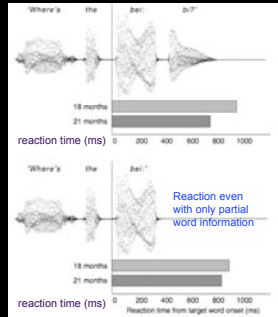 "Where's the bei: bi?"
18 months
21 months
reaction time (ms)
0 200 400 600 800 1000
"Where's the bei:"
Reaction even
with only partial
word information
18 months
21 months
reaction time (ms)
0 200 400 600 800 1000
Reaction time from target word onset (ms)